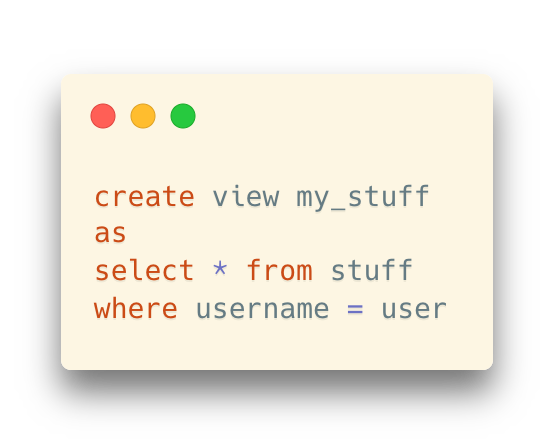 create view my_stuff
as
select * from stuff
where username = user